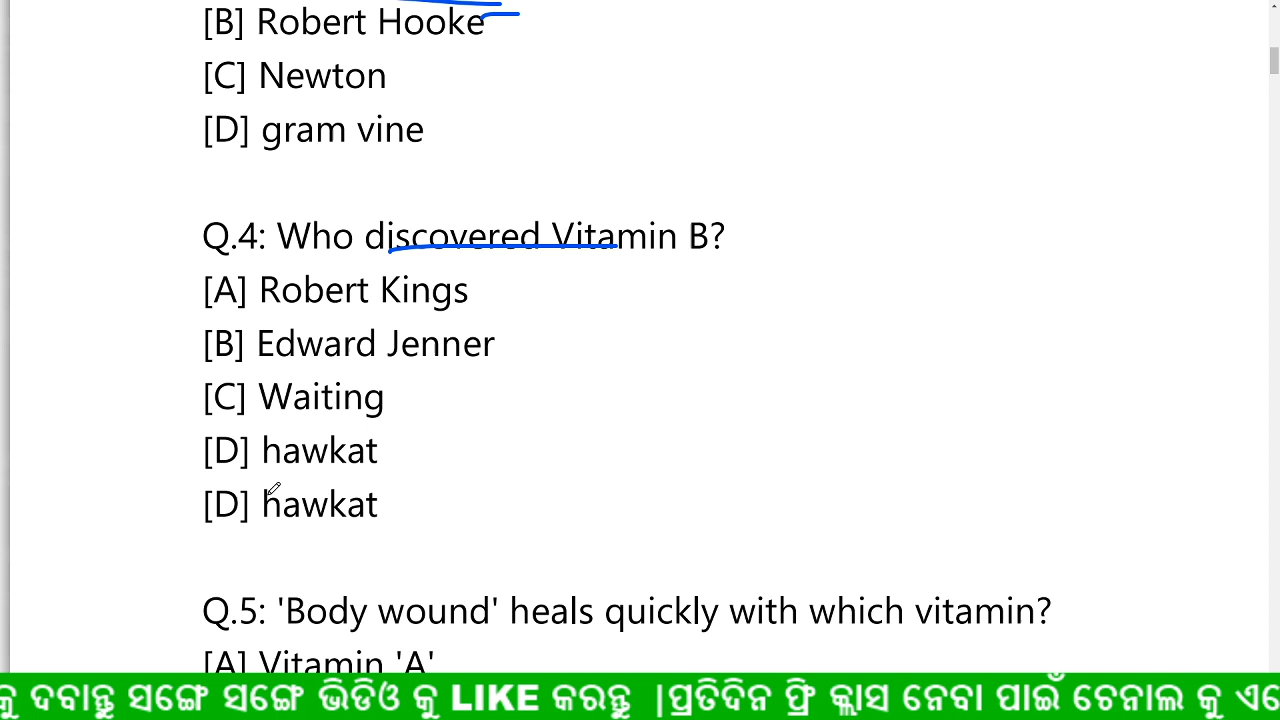 [B] Robert Hooke
[C] Newton
[D] gram vine
Q.4: Who discovered Vitamin B?
[A] Robert Kings
[B] Edward Jenner
[C] Waiting
[D] hawkat
[D] hawkat
Q.5: 'Body wound' heals quickly with which vitamin?
[A] Vitamin 'A'
କୁ ଦବାନ୍ତୁ ସଙ୍ଗେ ସଙ୍ଗେ ଭିଡିଓ କୁ LIKE କରନ୍ତୁ |ପ୍ରତିଦିନ ଫ୍ରି କ୍ଲାସ ନେବା ପାଇଁ ଚେନାଲ କୁ